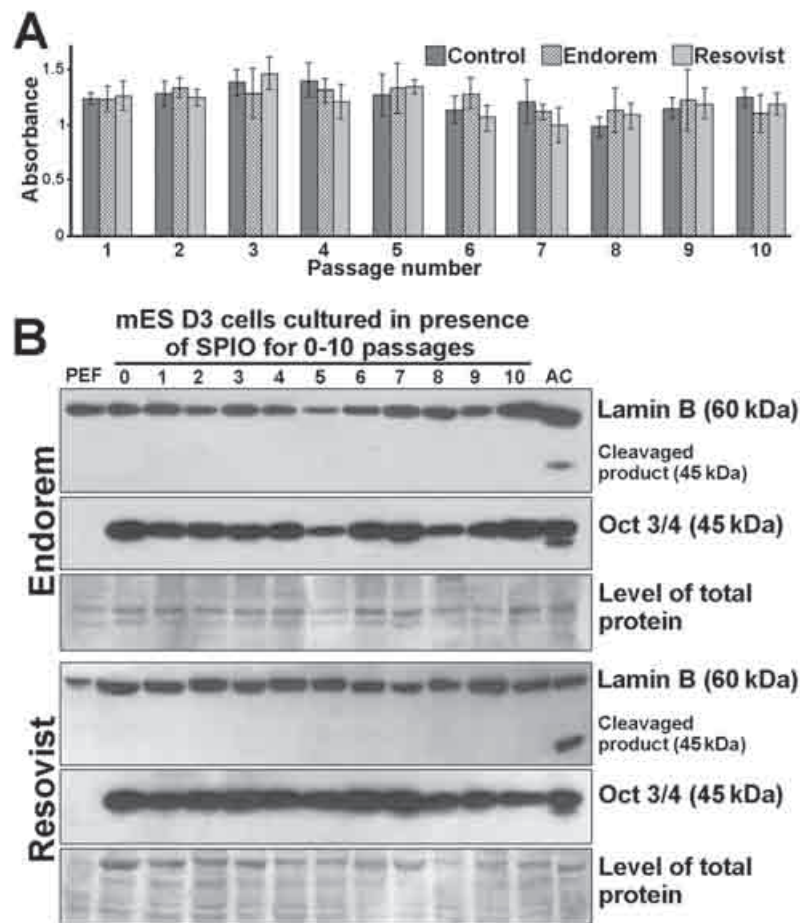 A
Control Endorem Resovist
Absorbance
1.5
1
0.5
0
1 2 3 4 5 6 7 8 9 10
Passage number
B
mES D3 cells cultured in presence
of SPIO for 0-10 passages
PEF 0 1 2 3 4 5 6 7 8 9 10 AC
Endorem
Lamin B (60 kDa)
Cleavaged
product (45 kDa)
Oct 3/4 (45 kDa)
Level of total
protein
Resovist
Lamin B (60 kDa)
Cleavaged
product (45 kDa)
Oct 3/4 (45 kDa)
Level of total
protein